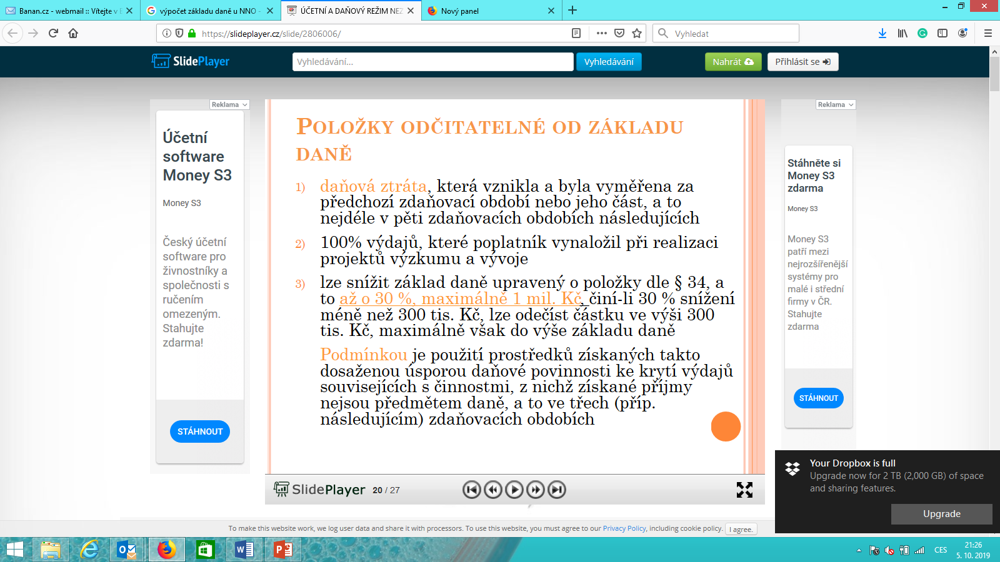 Banan.cz - webmail :: Vítejte v
výpočet základu daně u NNO -
ÚČETNÍ A DAŇOVÝ REŽIM NEZ
Nový panel
https://slideplayer.cz/slide/2806006/
Vyhledat
SlidePlayer
Vyhledávání...
Vyhledávání
Nahrát
Přihlásit se
Reklama
Účetní
software
Money S3
Money S3
Český účetní
software pro
živnostníky a
společnosti s
ručením
omezeným.
Stahujte
zdarma!
STÁHNOUT
POLOŽKY ODČITATELNÉ OD ZÁKLADU
DANĚ
1) daňová ztráta, která vznikla a byla vyměřena za
předchozí zdaňovací období nebo jeho část, a to
nejdéle v pěti zdaňovacích obdobích následujících
2) 100% výdajů, které poplatník vynaložil při realizaci
projektů výzkumu a vývoje
3) lze snížit základ daně upravený o položky dle § 34, a
to až o 30 %, maximálně 1 mil. Kč, činí-li 30 % snížení
méně než 300 tis. Kč, lze odečíst částku ve výši 300
tis. Kč, maximálně však do výše základu daně
Podmínkou je použití prostředků získaných takto
dosaženou úsporou daňové povinnosti ke krytí výdajů
souvisejících s činnostmi, z nichž získané příjmy
nejsou předmětem daně, a to ve třech (příp.
následujícím) zdaňovacích obdobích
SlidePlayer 20 / 27
Reklama
Stáhněte si
Money S3
zdarma
Money S3
Money S3
patří mezi
nejrozšířenější
systémy pro
malé i střední
firmy v ČR.
Stahujte
zdarma
STÁHNOUT
Your Dropbox is full
Upgrade now for 2 TB (2,000 GB) of space
and sharing features.
Upgrade
To make this website work, we log user data and share it with processors. To use this website, you must agree to our Privacy Policy, including cookie policy. I agree.
CES
21:26
5. 10. 2019